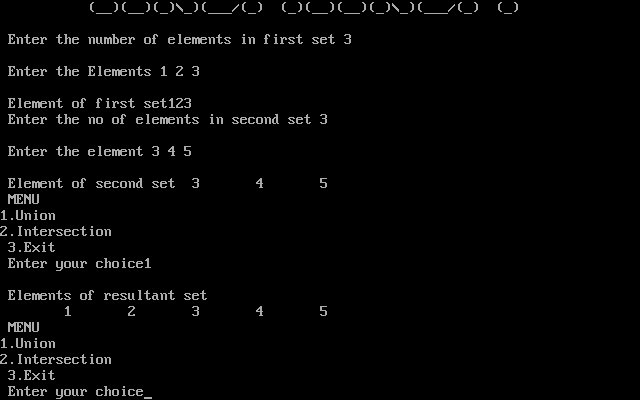 (__)(__)(_)\_)(___/(_)  (_)(__)(__)(_)\_)(___/(_)  (_)
Enter the number of elements in first set 3
Enter the Elements 1 2 3
Element of first set123
Enter the no of elements in second set 3
Enter the element 3 4 5
Element of second set  3       4       5
MENU
1.Union
2.Intersection
3.Exit
Enter your choice1
Elements of resultant set
1       2       3       4       5
MENU
1.Union
2.Intersection
3.Exit
Enter your choice_